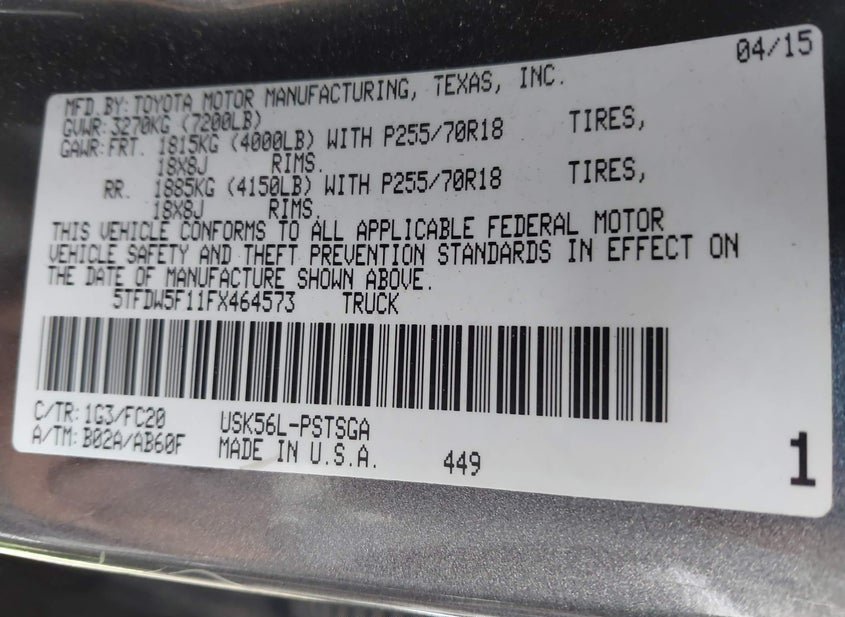 04/15
MFD. BY: TOYOTA MOTOR MANUFACTURING, TEXAS, INC.
GVWR: 3270KG (7200LB)
GAWR: FRT. 1815KG (4000LB) WITH P255/70R18 TIRES,
18X8J RIMS.
RR. 1885KG (4150LB) WITH P255/70R18 TIRES,
18X8J RIMS.
THIS VEHICLE CONFORMS TO ALL APPLICABLE FEDERAL MOTOR
VEHICLE SAFETY AND THEFT PREVENTION STANDARDS IN EFFECT ON
THE DATE OF MANUFACTURE SHOWN ABOVE.
5TFDW5F11FX464573 TRUCK
C/TR: 1G3/FC20 USK56L-PSTSGA
A/TM: B02A/AB60F MADE IN U.S.A. 449 1